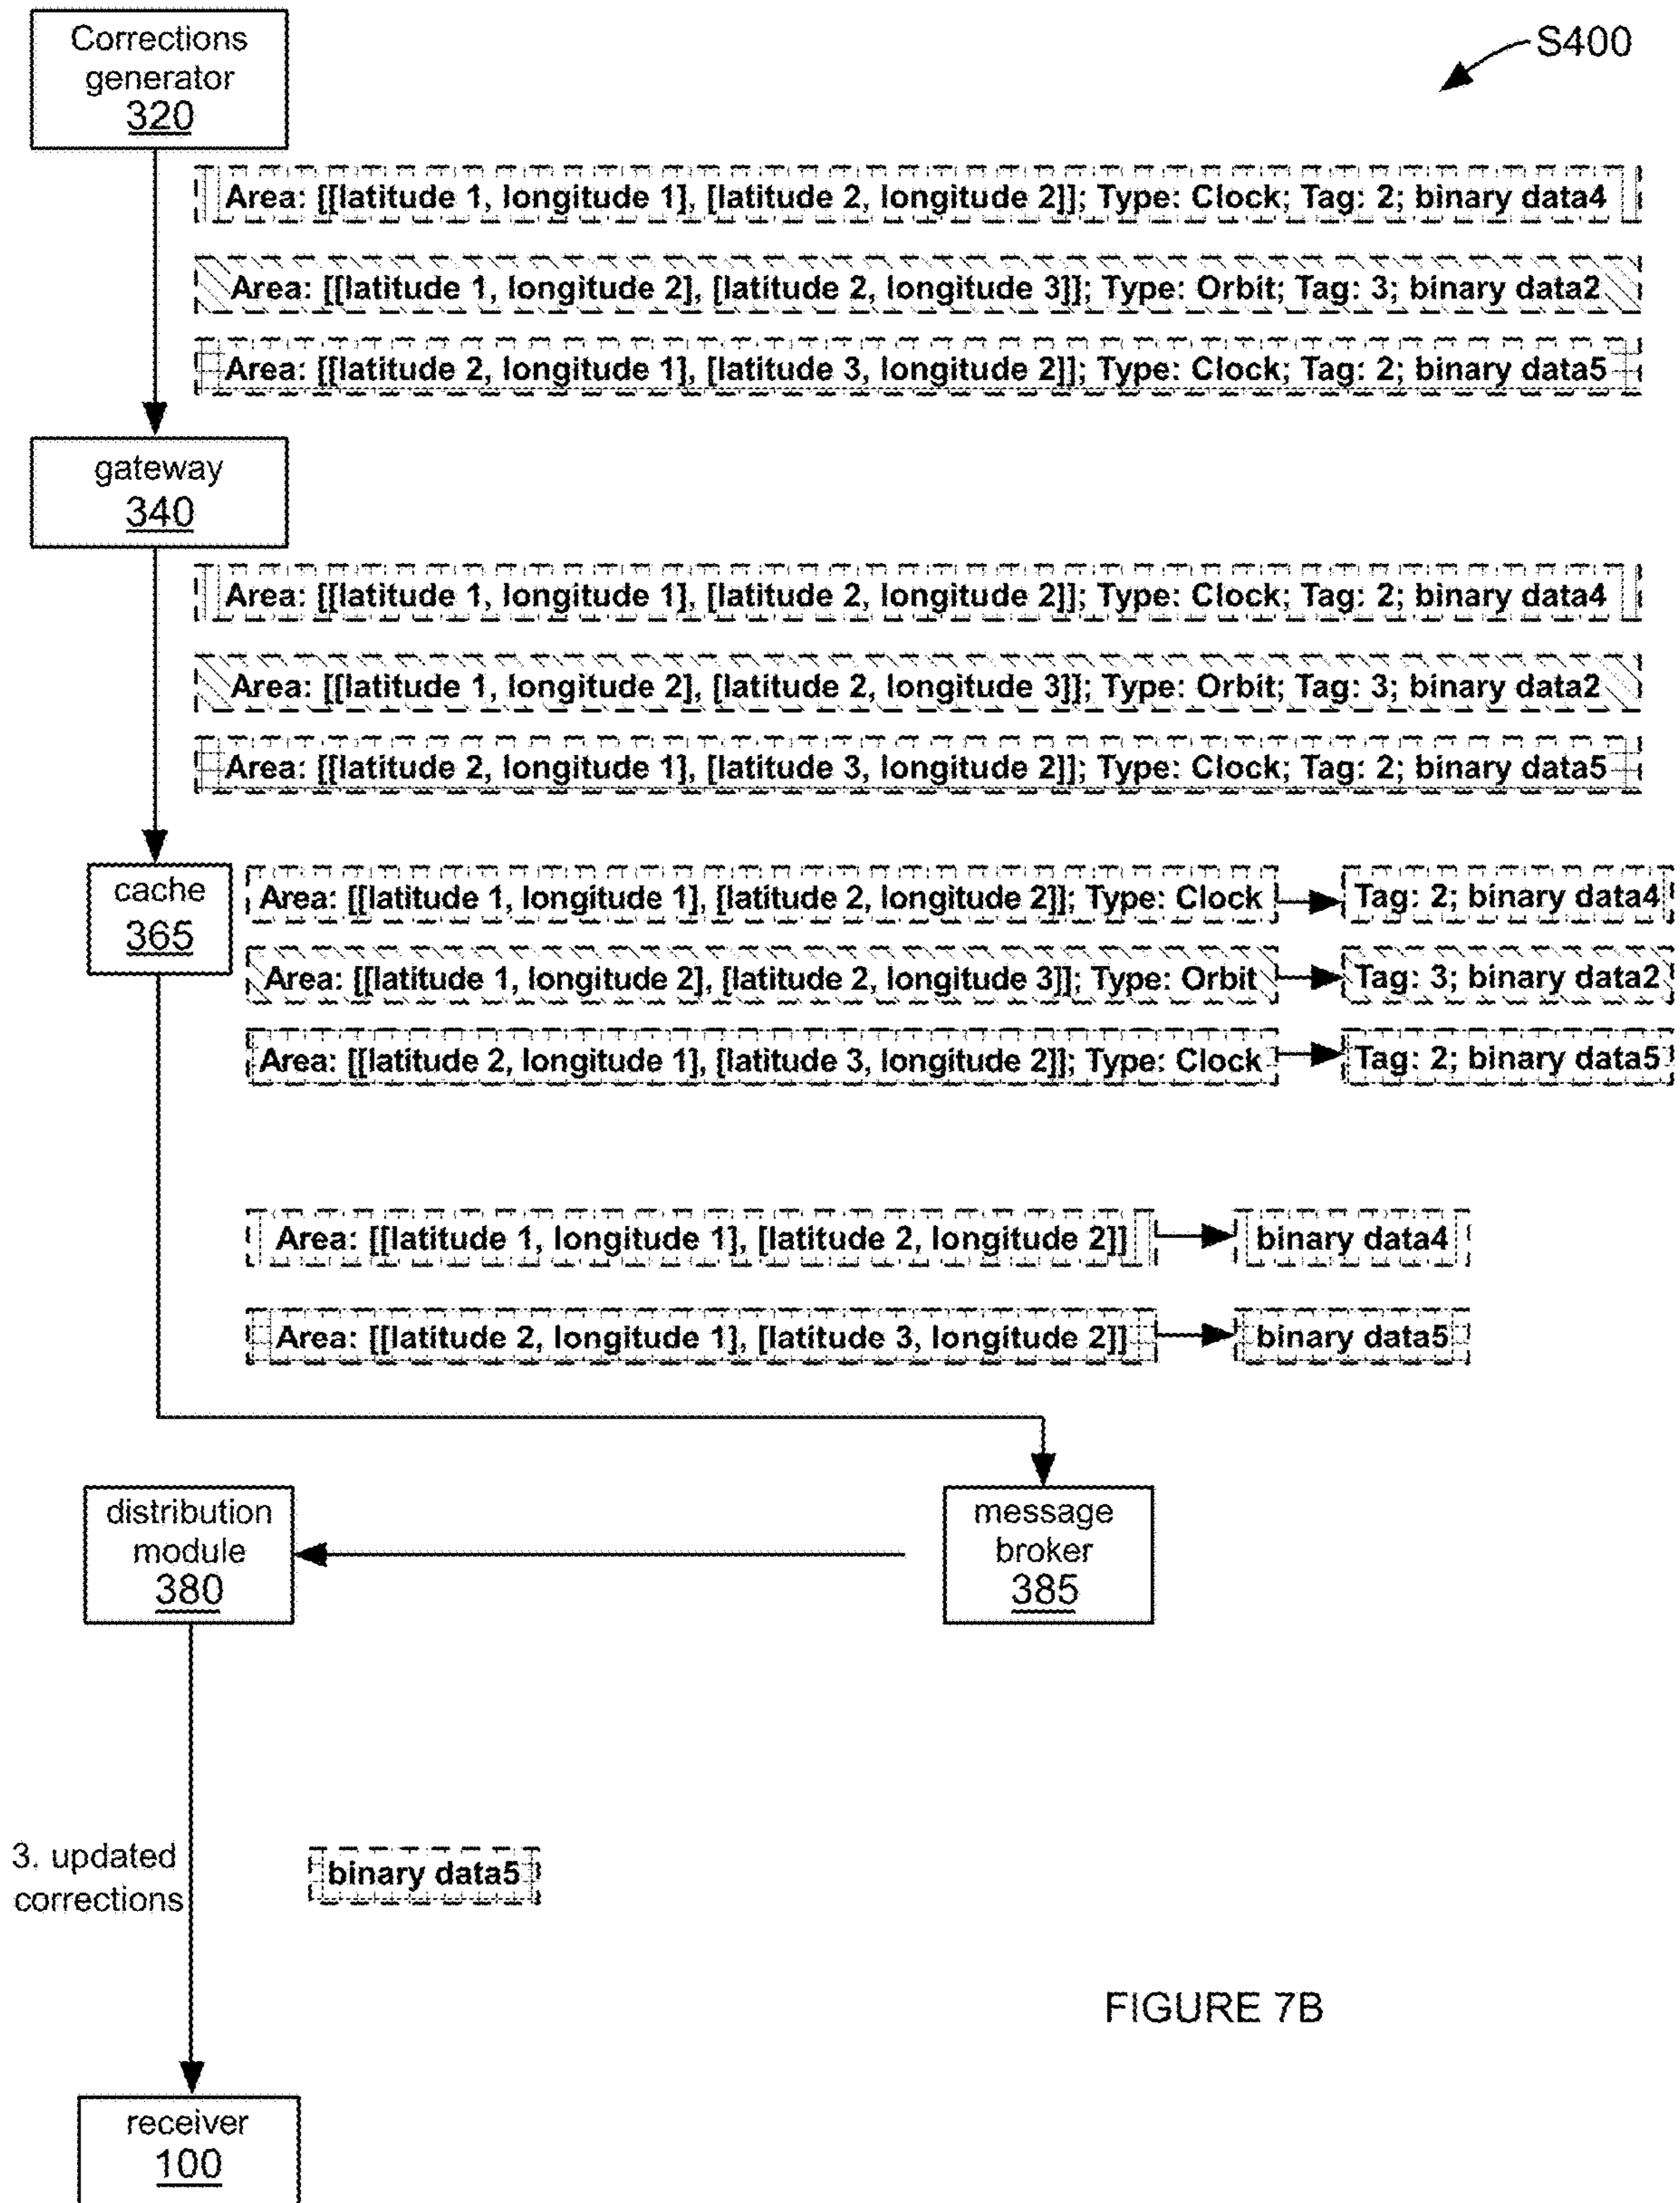 Corrections
generator
320
S400
Area: [[latitude 1, longitude 1], [latitude 2, longitude 2]]; Type: Clock; Tag: 2; binary data4
Area: [[latitude 1, longitude 2], [latitude 2, longitude 3]]; Type: Orbit; Tag: 3; binary data2
Area: [[latitude 2, longitude 1], [latitude 3, longitude 2]]; Type: Clock; Tag: 2; binary data5
gateway
340
Area: [[latitude 1, longitude 1], [latitude 2, longitude 2]]; Type: Clock; Tag: 2; binary data4
Area: [[latitude 1, longitude 2], [latitude 2, longitude 3]]; Type: Orbit; Tag: 3; binary data2
Area: [[latitude 2, longitude 1], [latitude 3, longitude 2]]; Type: Clock; Tag: 2; binary data5
cache
365
Area: [[latitude 1, longitude 1], [latitude 2, longitude 2]]; Type: Clock
Tag: 2; binary data4
Area: [[latitude 1, longitude 2], [latitude 2, longitude 3]]; Type: Orbit
Tag: 3; binary data2
Area: [[latitude 2, longitude 1], [latitude 3, longitude 2]]; Type: Clock
Tag: 2; binary data5
Area: [[latitude 1, longitude 1], [latitude 2, longitude 2]]
binary data4
Area: [[latitude 2, longitude 1], [latitude 3, longitude 2]]
binary data5
distribution
module
380
message
broker
385
3. updated
corrections
binary data5
FIGURE 7B
receiver
100